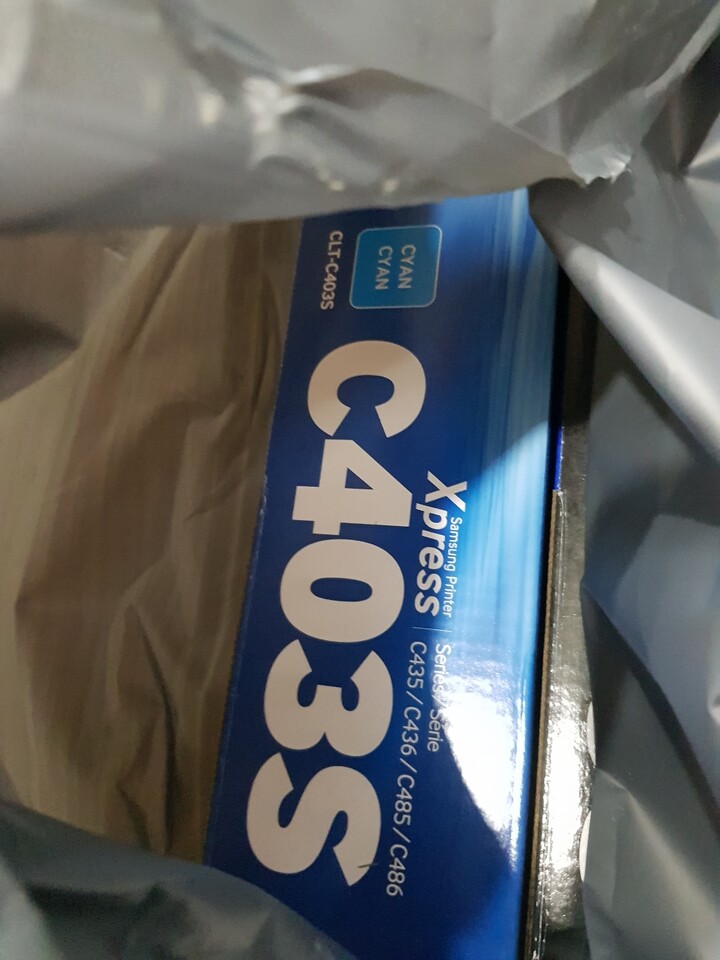 CYAN
CYAN
CLT-C403S
Samsung Printer
Xpress
Series/Série
C435/C436/C485/C486
C403S